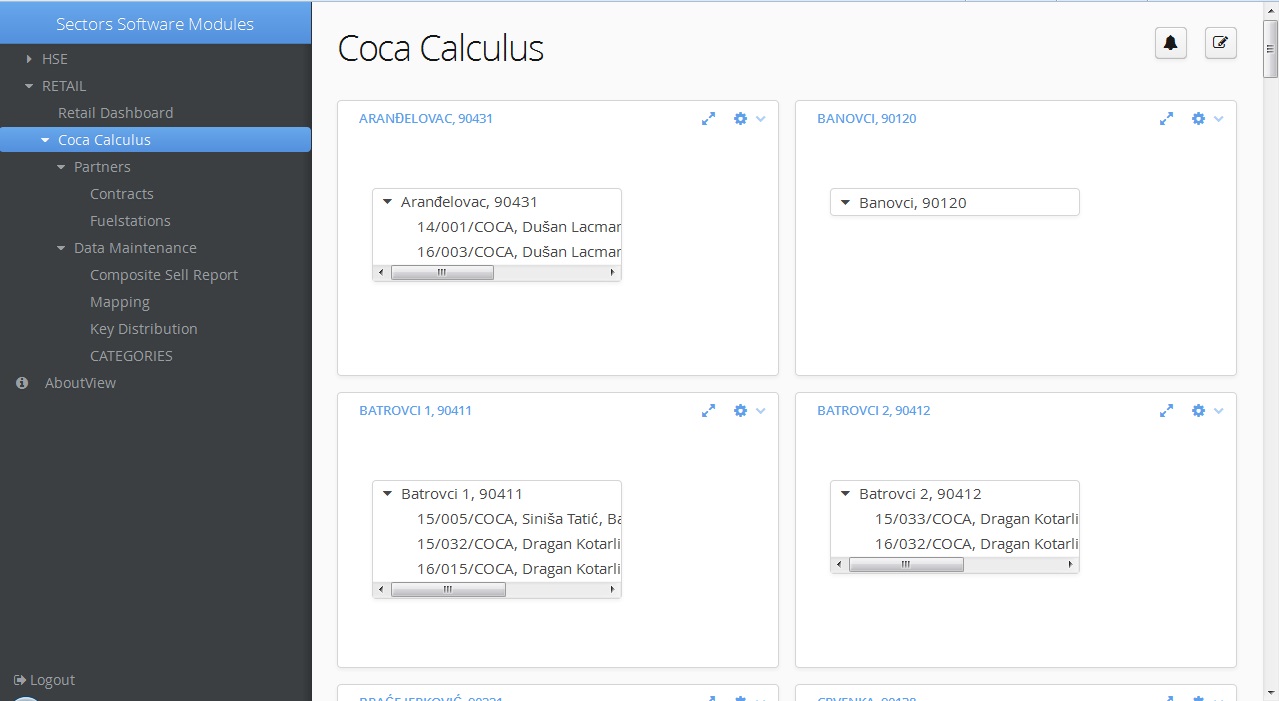 Sectors Software Modules
HSE
RETAIL
Retail Dashboard
Coca Calculus
Partners
Contracts
Fuelstations
Data Maintenance
Composite Sell Report
Mapping
Key Distribution
CATEGORIES
AboutView
Logout
Coca Calculus
ARANĐELOVAC, 90431
Aranđelovac, 90431
14/001/COCA, Dušan Lacmar
16/003/COCA, Dušan Lacmar
BANOVCI, 90120
Banovci, 90120
BATROVCI 1, 90411
Batrovci 1, 90411
15/005/COCA, Siniša Tatić, Ba
15/032/COCA, Dragan Kotarli
16/015/COCA, Dragan Kotarli
BATROVCI 2, 90412
Batrovci 2, 90412
15/033/COCA, Dragan Kotarli
16/032/COCA, Dragan Kotarli